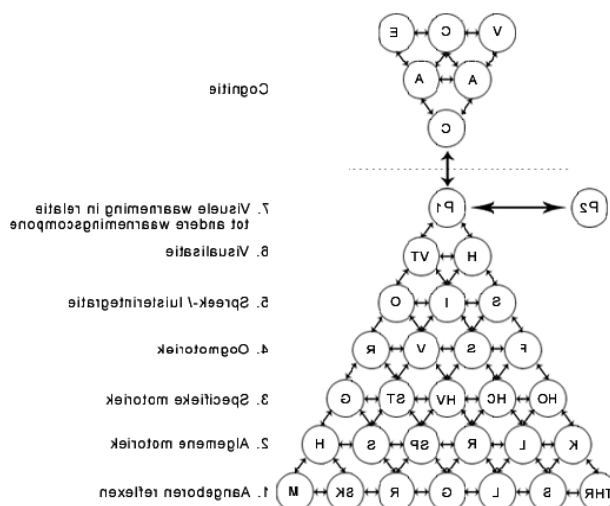 V C E
A A
Cognitie
C
P2 P1 7. Visuele waarneming in relatie
tot andere waarnemingscompone
H VT 6. Visualisatie
S I O 5. Spreek-/ luisterintegratie
F S V R 4. Oogmotoriek
HO HC HV ST G 3. Specifieke motoriek
K L R SP S H 2. Algemene motoriek
THR S L G R SK M 1. Aangeboren reflexen